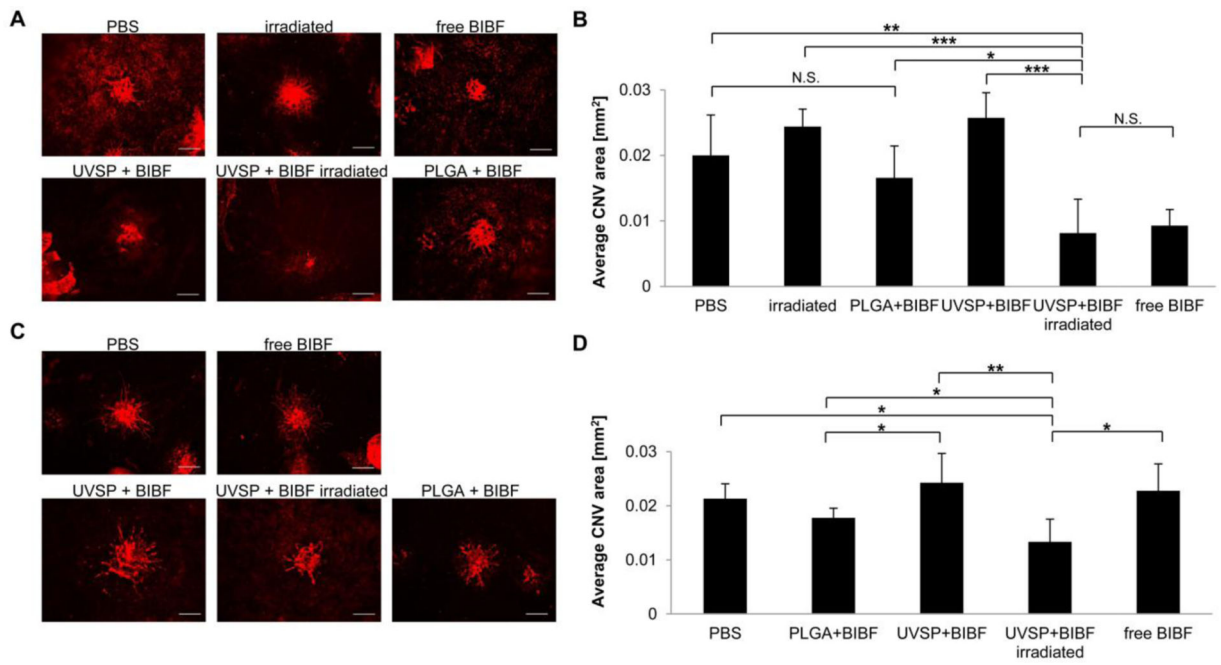 A
PBS
irradiated
free BIBF
UVSP + BIBF
UVSP + BIBF irradiated
PLGA + BIBF
B
**
***
*
***
N.S.
N.S.
Average CNV area [mm²]
0.03
0.02
0.01
0
PBS
irradiated
PLGA+BIBF
UVSP+BIBF
UVSP+BIBF
irradiated
free BIBF
C
PBS
free BIBF
UVSP + BIBF
UVSP + BIBF irradiated
PLGA + BIBF
D
**
*
*
*
*
Average CNV area [mm²]
0.03
0.02
0.01
0
PBS
PLGA+BIBF
UVSP+BIBF
UVSP+BIBF
irradiated
free BIBF